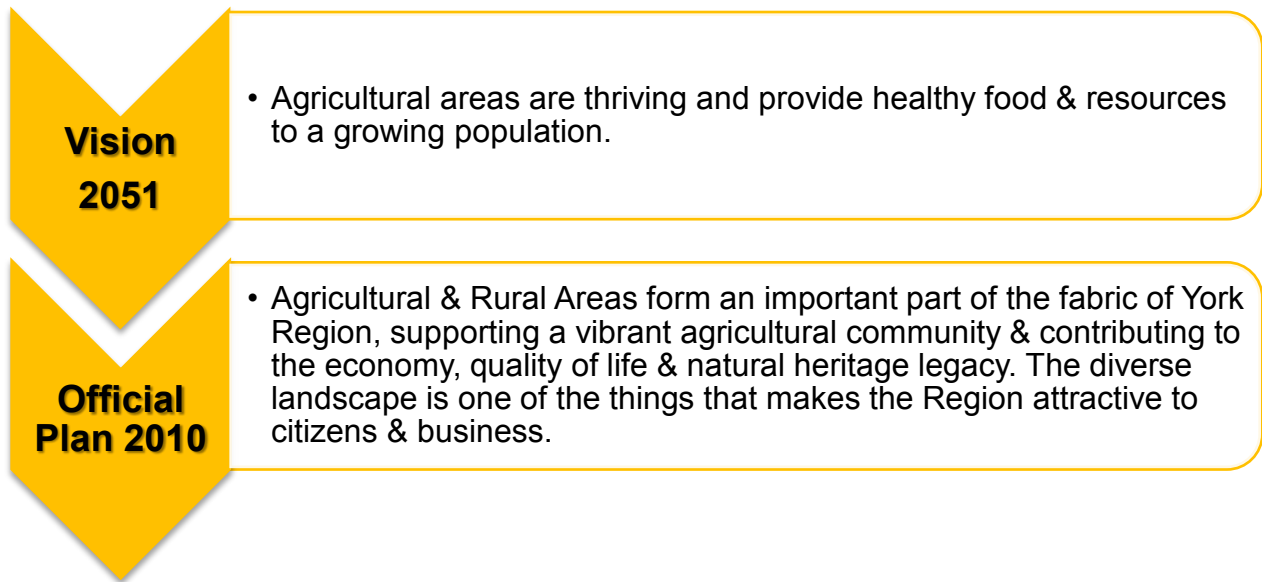 Vision
2051
• Agricultural areas are thriving and provide healthy food & resources
to a growing population.
Official
Plan 2010
• Agricultural & Rural Areas form an important part of the fabric of York
Region, supporting a vibrant agricultural community & contributing to
the economy, quality of life & natural heritage legacy. The diverse
landscape is one of the things that makes the Region attractive to
citizens & business.